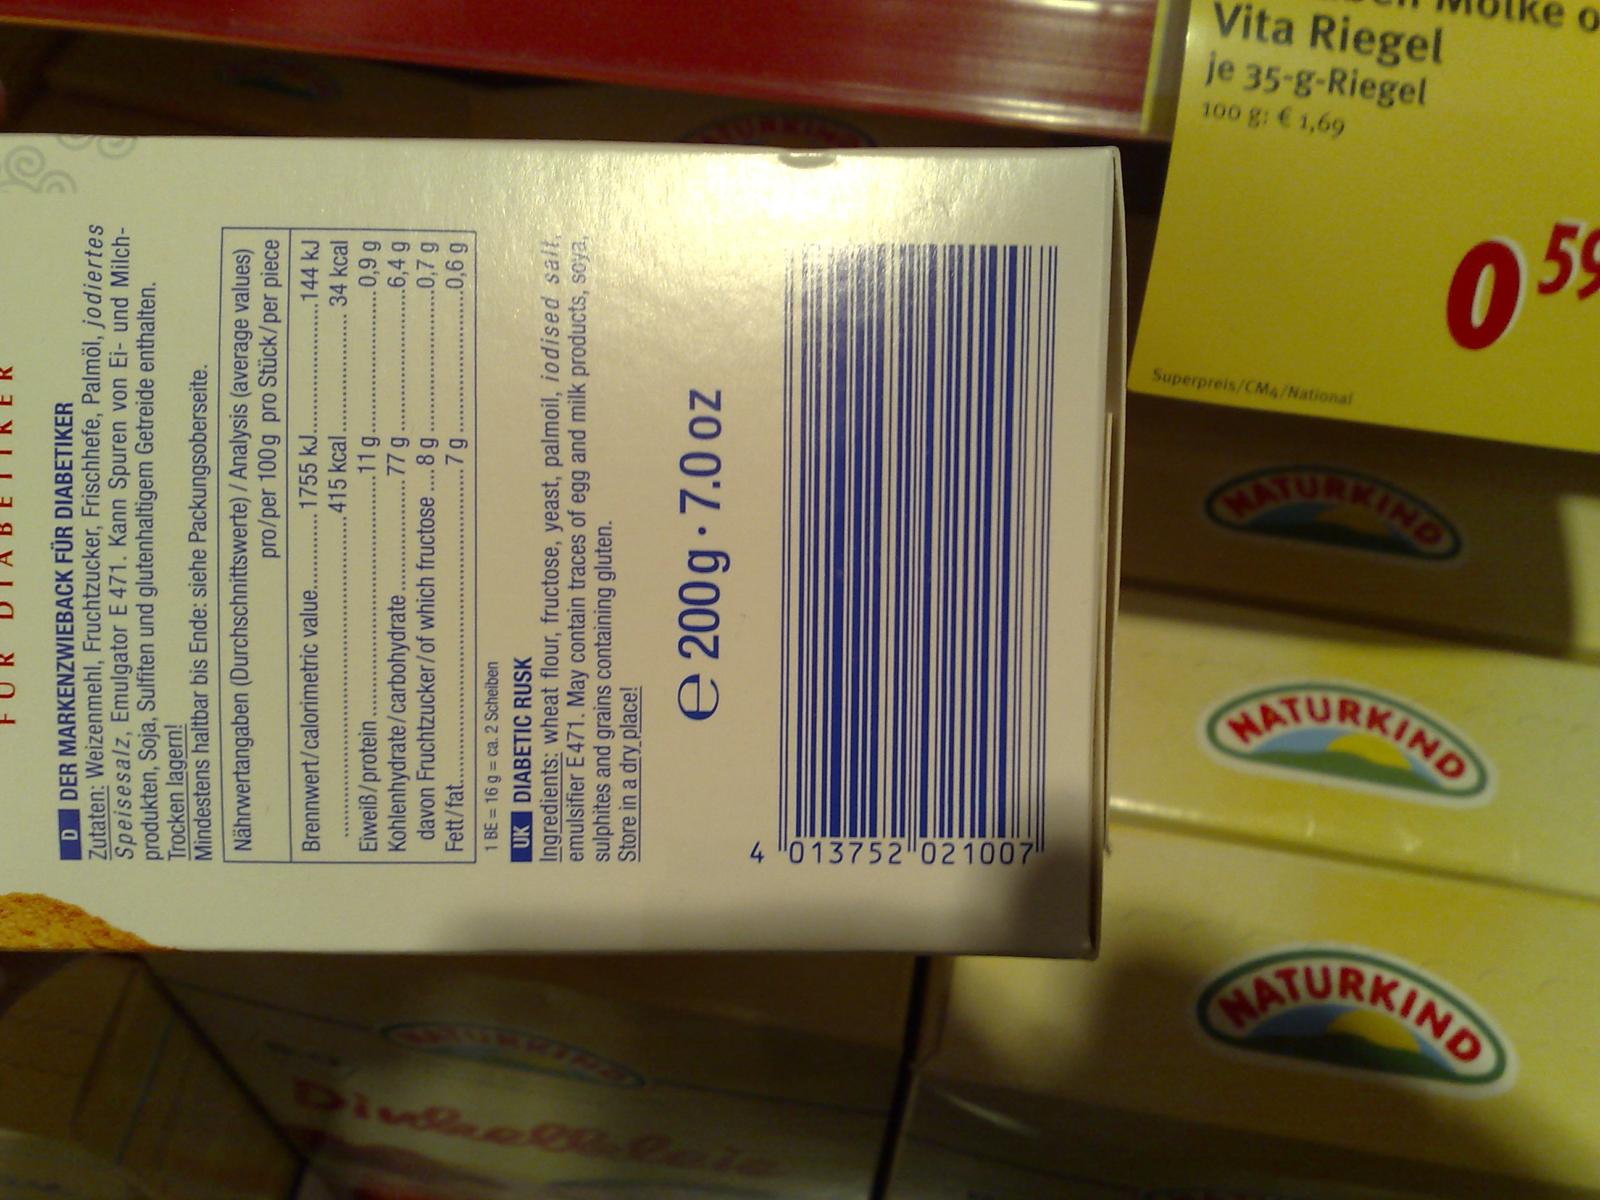 FÜR DIABETIKER
D DER MARKENZWIEBACK FÜR DIABETIKER
Zutaten: Weizenmehl, Fruchtzucker, Frischhefe, Palmöl, jodiertes
Speisesalz, Emulgator E 471. Kann Spuren von Ei- und Milch-
produkten, Soja, Sulfiten und glutenhaltigem Getreide enthalten.
Trocken lagern!
Mindestens haltbar bis Ende: siehe Packungsoberseite.
Nährwertangaben (Durchschnittswerte) / Analysis (average values)
pro/per 100g pro Stück/per piece
Brennwert/calorimetric value........1755 kJ..................144 kJ
..................................................415 kcal................ 34 kcal
Eiweiß/protein.....................................11 g......................0,9 g
Kohlenhydrate/carbohydrate................77 g ....................6,4 g
davon Fruchtzucker/of which fructose ...8 g ....................0,7 g
Fett/fat..................................................7 g .....................0,6 g
1 BE = 16 g = ca. 2 Scheiben
UK DIABETIC RUSK
Ingredients: wheat flour, fructose, yeast, palmoil, iodised salt,
emulsifier E 471. May contain traces of egg and milk products, soya,
sulphites and grains containing gluten.
Store in a dry place!
e 200g · 7.0 oz
4 013752 021007
Molke o
Vita Riegel
je 35-g-Riegel
100 g: € 1,69
0 59
Superpreis/CM4/National
NATURKIND
NATURKIND
NATURKIND
NATURKIND
NATURKIND